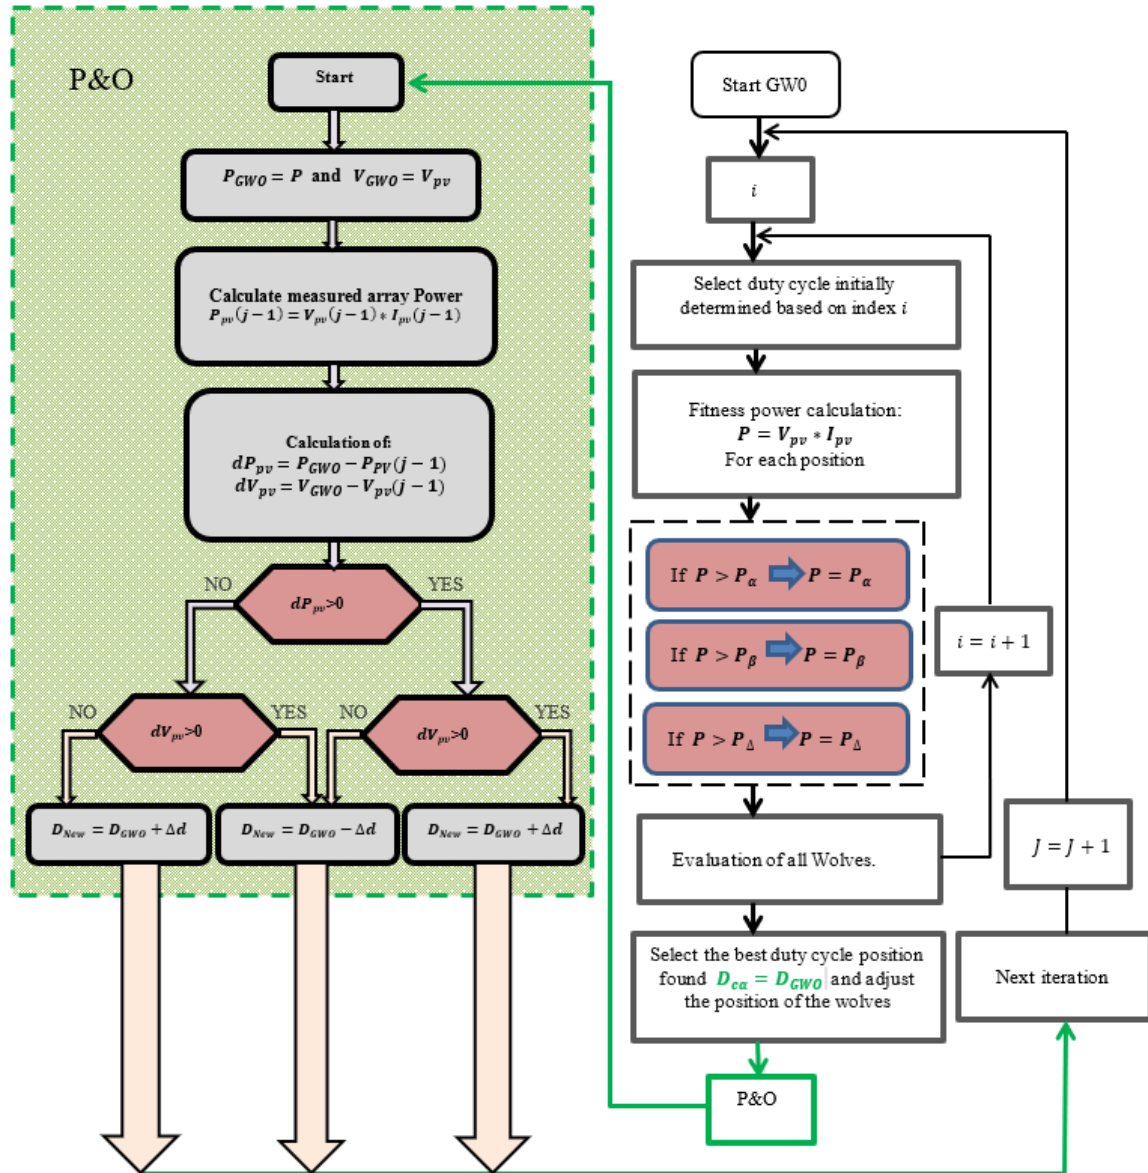 P&O
Start
P_GWO = P and V_GWO = V_pv
Calculate measured array Power
P_pv(j − 1) = V_pv(j − 1) * I_pv(j − 1)
Calculation of:
dP_pv = P_GWO − P_PV(j − 1)
dV_pv = V_GWO − V_pv(j − 1)
NO
YES
dP_pv>0
NO
YES
NO
YES
dV_pv>0
dV_pv>0
D_New = D_GWO + Δd
D_New = D_GWO − Δd
D_New = D_GWO + Δd
Start GW0
i
Select duty cycle initially
determined based on index i
Fitness power calculation:
P = V_pv * I_pv
For each position
If P > P_α P = P_α
If P > P_β P = P_β
If P > P_Δ P = P_Δ
i = i + 1
Evaluation of all Wolves.
J = J + 1
Select the best duty cycle position
found D_cα = D_GWO and adjust
the position of the wolves
Next iteration
P&O